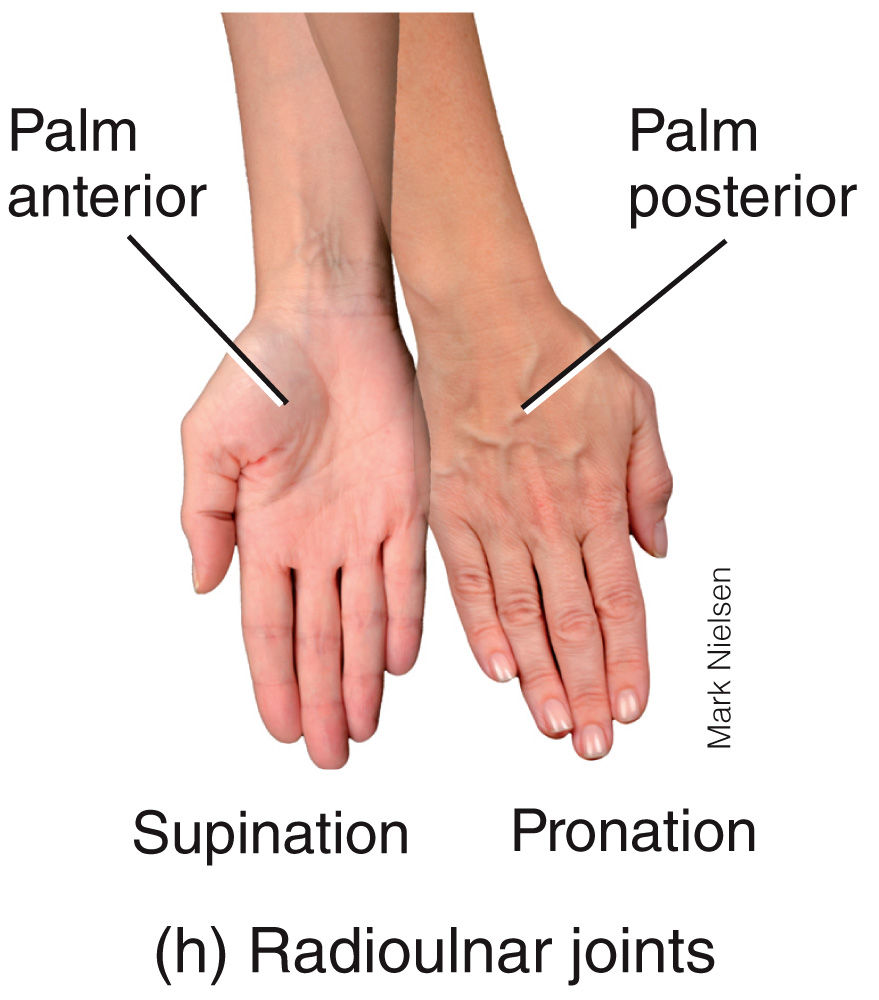 Palm
anterior
Palm
posterior
Mark Nielsen
Supination
Pronation
(h) Radioulnar joints